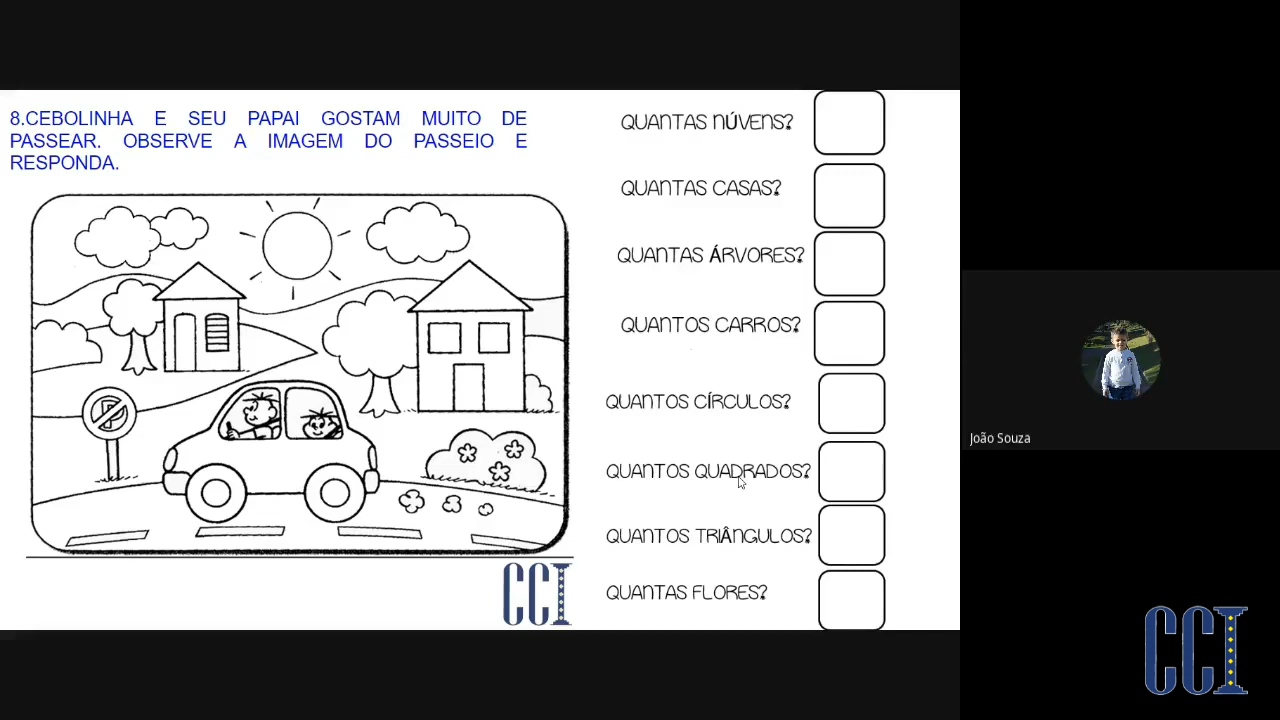 8.CEBOLINHA E SEU PAPAI GOSTAM MUITO DE
PASSEAR. OBSERVE A IMAGEM DO PASSEIO E
RESPONDA.
P
CCI
QUANTAS NÚVENS?
QUANTAS CASAS?
QUANTAS ÁRVORES?
QUANTOS CARROS?
QUANTOS CÍRCULOS?
QUANTOS QUADRADOS?
QUANTOS TRIÂNGULOS?
QUANTAS FLORES?
João Souza
CCI